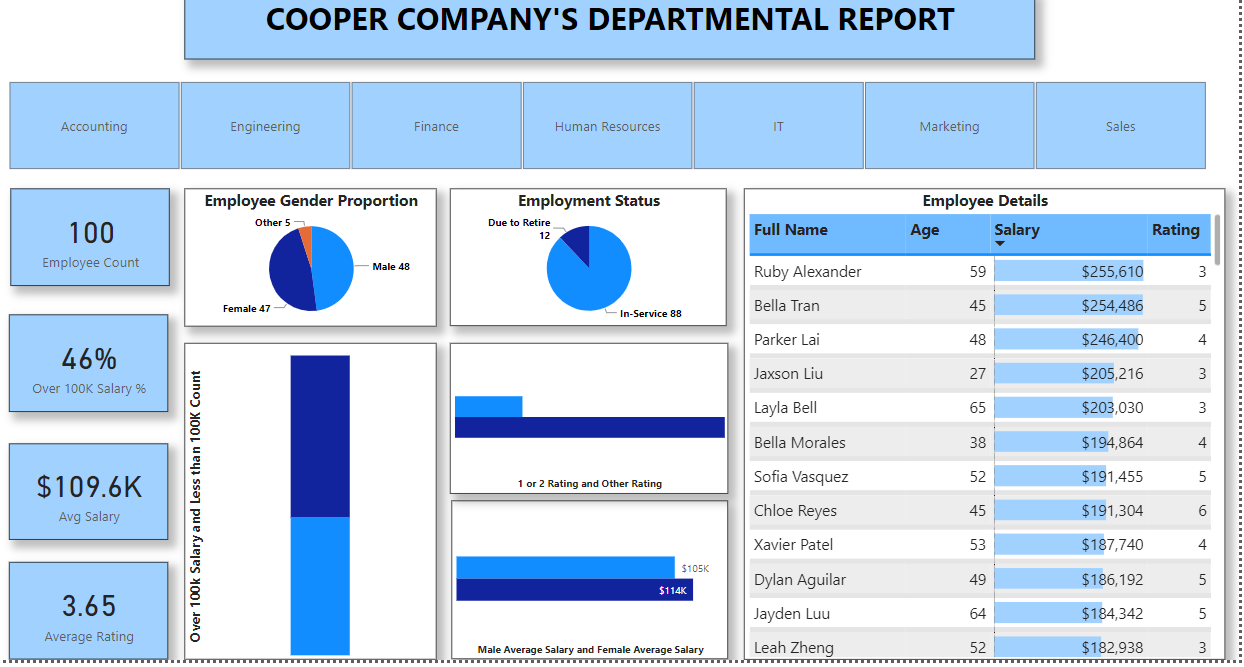 COOPER COMPANY'S DEPARTMENTAL REPORT
Accounting
Engineering
Finance
Human Resources
IT
Marketing
Sales
100
Employee Count
46%
Over 100K Salary %
$109.6K
Avg Salary
3.65
Average Rating
Employee Gender Proportion
Other 5
Male 48
Female 47
Employment Status
Due to Retire
12
In-Service 88
Over 100k Salary and Less than 100K Count
1 or 2 Rating and Other Rating
$105K
$114K
Male Average Salary and Female Average Salary
Employee Details
Full Name Age Salary Rating
Ruby Alexander 59 $255,610 3
Bella Tran 45 $254,486 5
Parker Lai 48 $246,400 4
Jaxson Liu 27 $205,216 3
Layla Bell 65 $203,030 3
Bella Morales 38 $194,864 4
Sofia Vasquez 52 $191,455 5
Chloe Reyes 45 $191,304 6
Xavier Patel 53 $187,740 4
Dylan Aguilar 49 $186,192 5
Jayden Luu 64 $184,342 5
Leah Zheng 52 $182,938 3